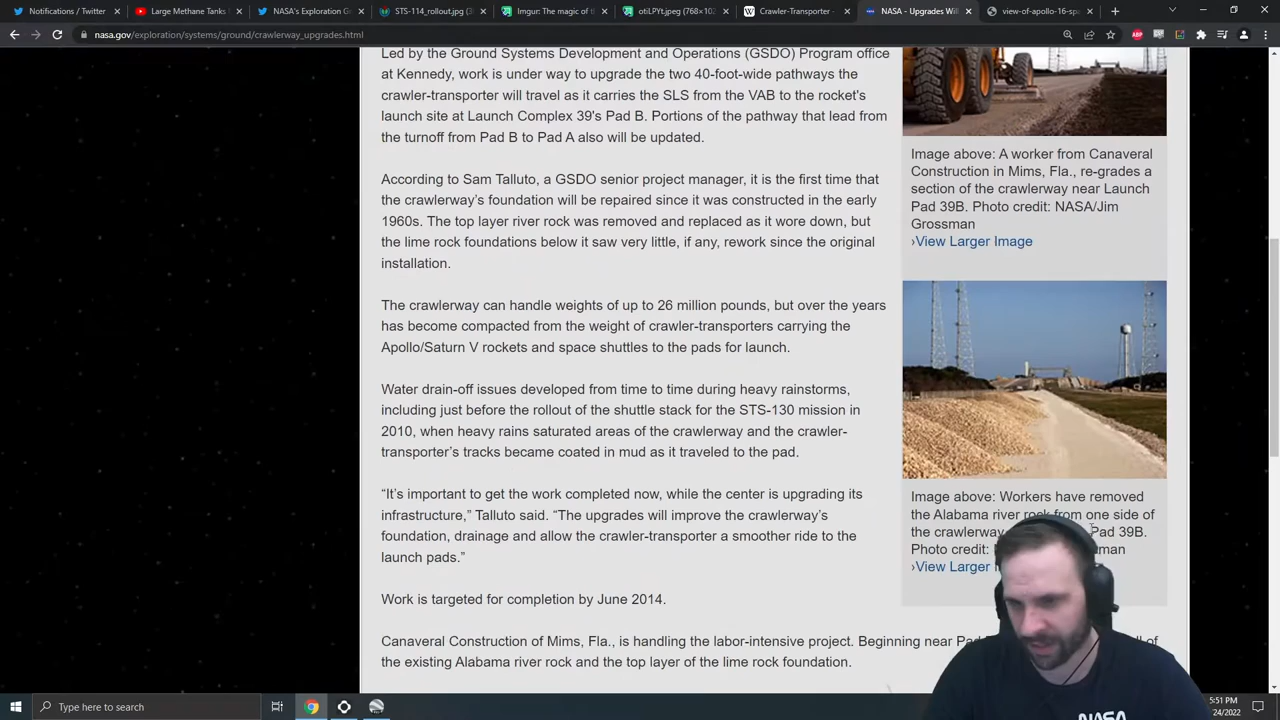 Notifications / Twitter
Large Methane Tanks
NASA's Exploration G
STS-114_rollout.jpg (3
Imgur: The magic of t
otiLPYt.jpeg (768×102
Crawler-Transporter
NASA - Upgrades Wi
view-of-apollo-16-sp
nasa.gov/exploration/systems/ground/crawlerway_upgrades.html
Led by the Ground Systems Development and Operations (GSDO) Program office
at Kennedy, work is under way to upgrade the two 40-foot-wide pathways the
crawler-transporter will travel as it carries the SLS from the VAB to the rocket's
launch site at Launch Complex 39's Pad B. Portions of the pathway that lead from
the turnoff from Pad B to Pad A also will be updated.
According to Sam Talluto, a GSDO senior project manager, it is the first time that
the crawlerway's foundation will be repaired since it was constructed in the early
1960s. The top layer river rock was removed and replaced as it wore down, but
the lime rock foundations below it saw very little, if any, rework since the original
installation.
The crawlerway can handle weights of up to 26 million pounds, but over the years
has become compacted from the weight of crawler-transporters carrying the
Apollo/Saturn V rockets and space shuttles to the pads for launch.
Water drain-off issues developed from time to time during heavy rainstorms,
including just before the rollout of the shuttle stack for the STS-130 mission in
2010, when heavy rains saturated areas of the crawlerway and the crawler-
transporter's tracks became coated in mud as it traveled to the pad.
“It's important to get the work completed now, while the center is upgrading its
infrastructure,” Talluto said. “The upgrades will improve the crawlerway's
foundation, drainage and allow the crawler-transporter a smoother ride to the
launch pads.”
Work is targeted for completion by June 2014.
Canaveral Construction of Mims, Fla., is handling the labor-intensive project. Beginning near Pad ll of
the existing Alabama river rock and the top layer of the lime rock foundation.
Image above: A worker from Canaveral
Construction in Mims, Fla., re-grades a
section of the crawlerway near Launch
Pad 39B. Photo credit: NASA/Jim
Grossman
›View Larger Image
Image above: Workers have removed
the Alabama river rock from one side of
the crawlerway Pad 39B.
Photo credit: man
›View Larger I
NASA
Type here to search
5:51 PM
24/2022